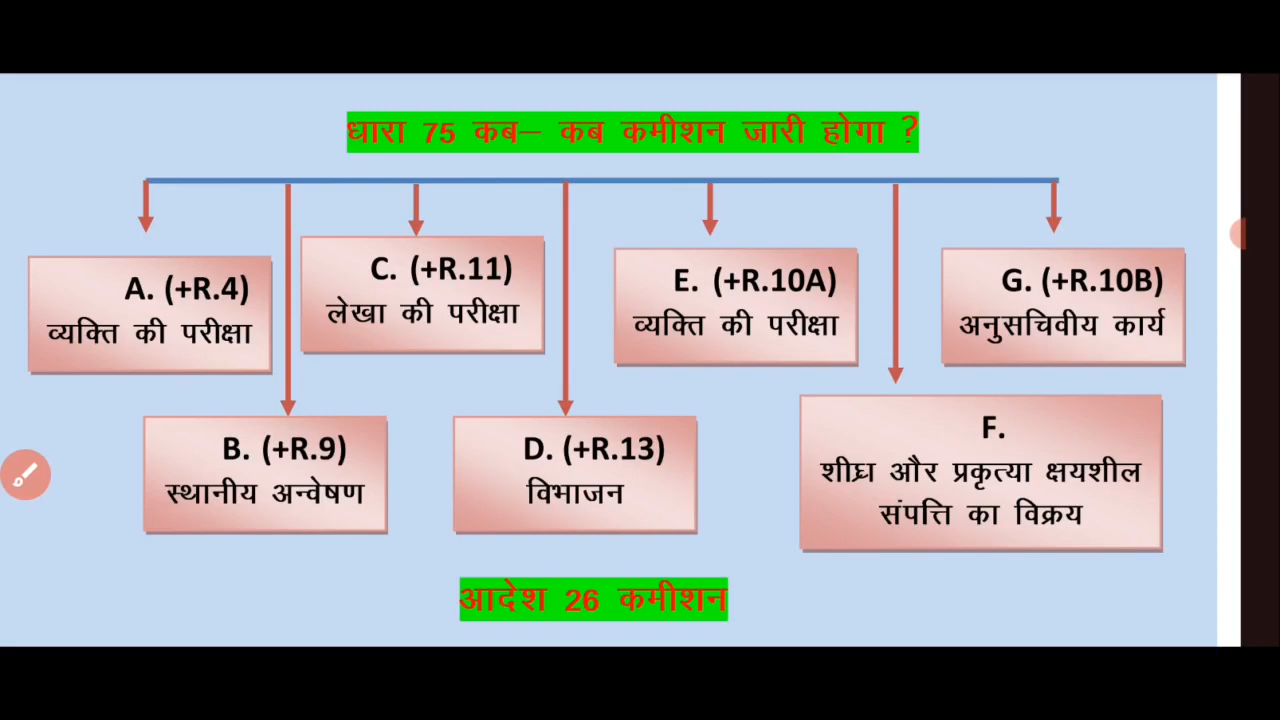 धारा 75 कब– कब कमीशन जारी होगा ?
A. (+R.4)
व्यक्ति की परीक्षा
B. (+R.9)
स्थानीय अन्वेषण
C. (+R.11)
लेखा की परीक्षा
D. (+R.13)
विभाजन
E. (+R.10A)
व्यक्ति की परीक्षा
F.
शीघ्र और प्रकृत्या क्षयशील
संपत्ति का विक्रय
G. (+R.10B)
अनुसचिवीय कार्य
आदेश 26 कमीशन